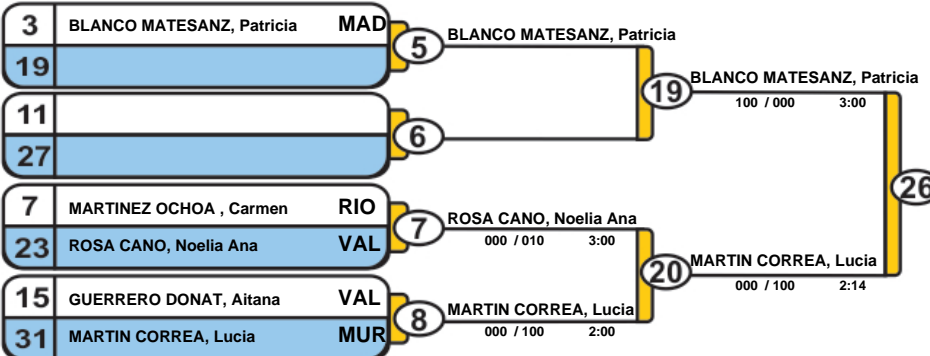 3 BLANCO MATESANZ, Patricia MAD
19
5
BLANCO MATESANZ, Patricia
11
27
6
19
BLANCO MATESANZ, Patricia
100 / 000 3:00
7 MARTINEZ OCHOA , Carmen RIO
23 ROSA CANO, Noelia Ana VAL
7
ROSA CANO, Noelia Ana
000 / 010 3:00
15 GUERRERO DONAT, Aitana VAL
31 MARTIN CORREA, Lucia MUR
8
MARTIN CORREA, Lucia
000 / 100 2:00
20
MARTIN CORREA, Lucia
000 / 100 2:14
26